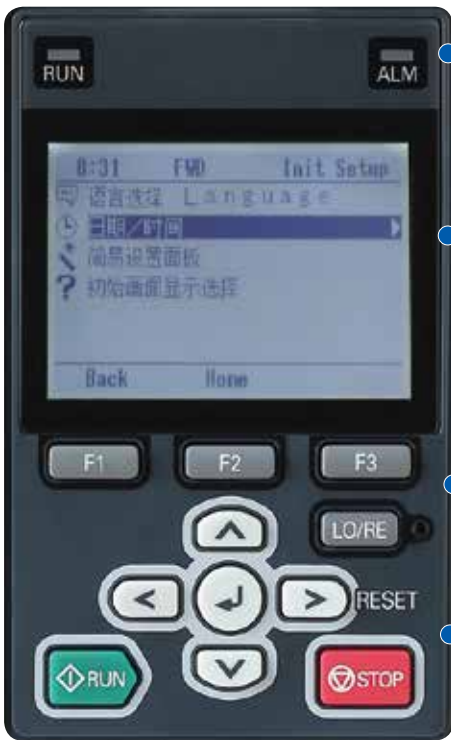 RUN ALM
8:31 FWD Init Setup
语言选择 Language
日期/时间
简易设置面板
初始画面显示选择
Back Home
F1 F2 F3
LO/RE
RESET
RUN STOP